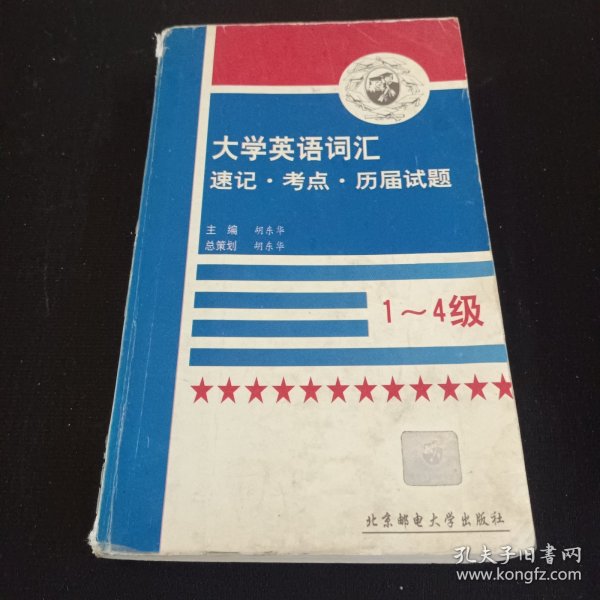 大学英语词汇
速记·考点·历届试题
主 编 胡东华
总策划 胡东华
1～4级
北京邮电大学出版社
孔夫子旧书网
www.kongfz.com